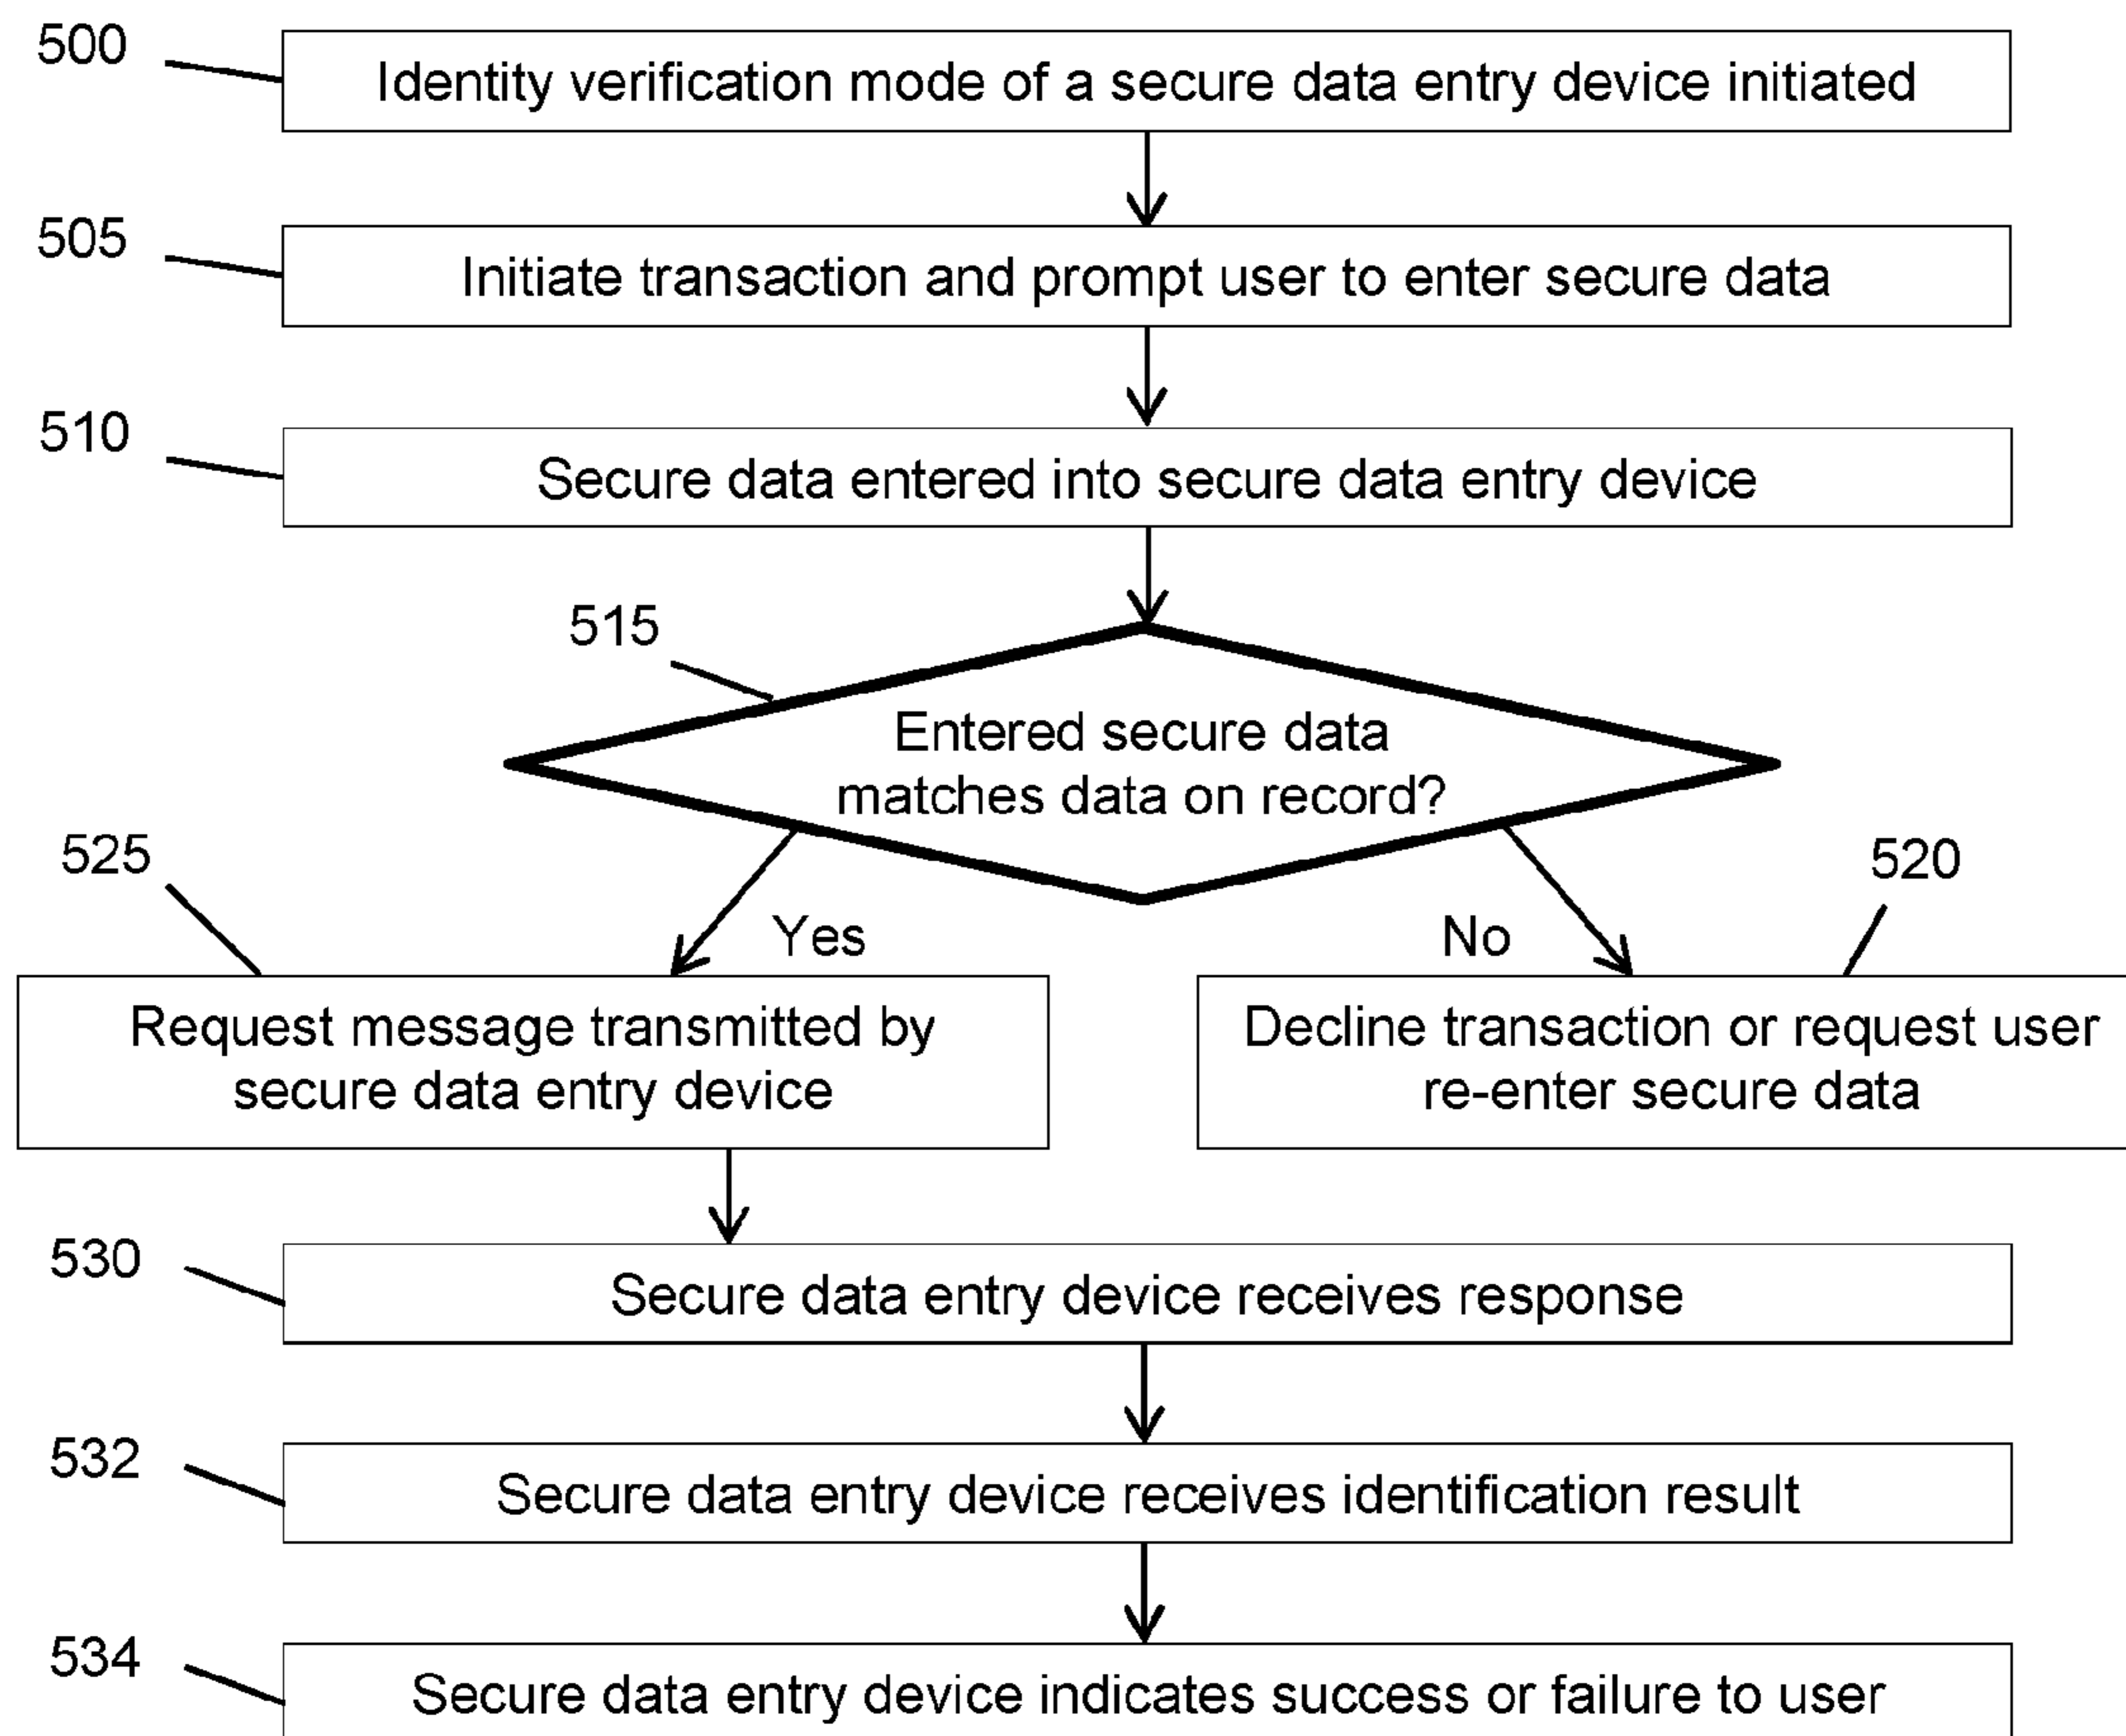 500
Identity verification mode of a secure data entry device initiated
505
Initiate transaction and prompt user to enter secure data
510
Secure data entered into secure data entry device
515
Entered secure data
matches data on record?
525
520
Yes
No
Request message transmitted by
secure data entry device
Decline transaction or request user
re-enter secure data
530
Secure data entry device receives response
532
Secure data entry device receives identification result
534
Secure data entry device indicates success or failure to user